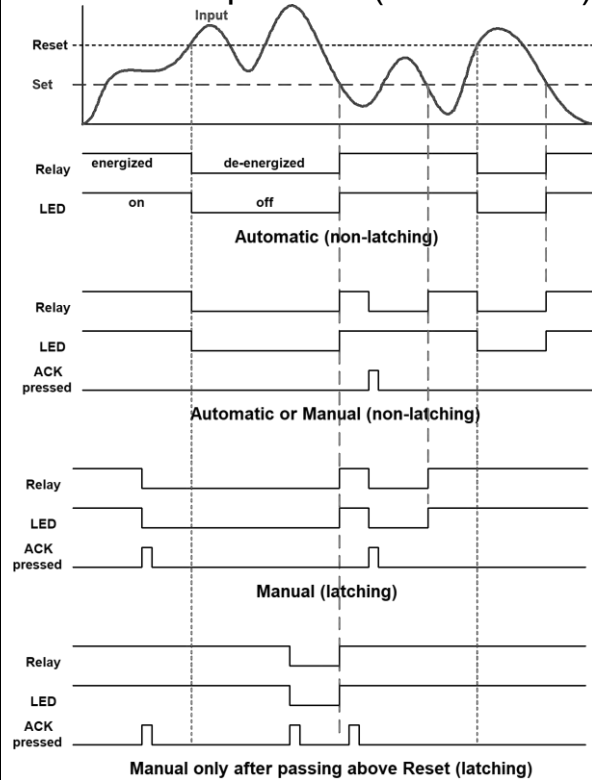 Input
Reset
Set
Relay energized de-energized
LED on off
Automatic (non-latching)
Relay
LED
ACK
pressed
Automatic or Manual (non-latching)
Relay
LED
ACK
pressed
Manual (latching)
Relay
LED
ACK
pressed
Manual only after passing above Reset (latching)